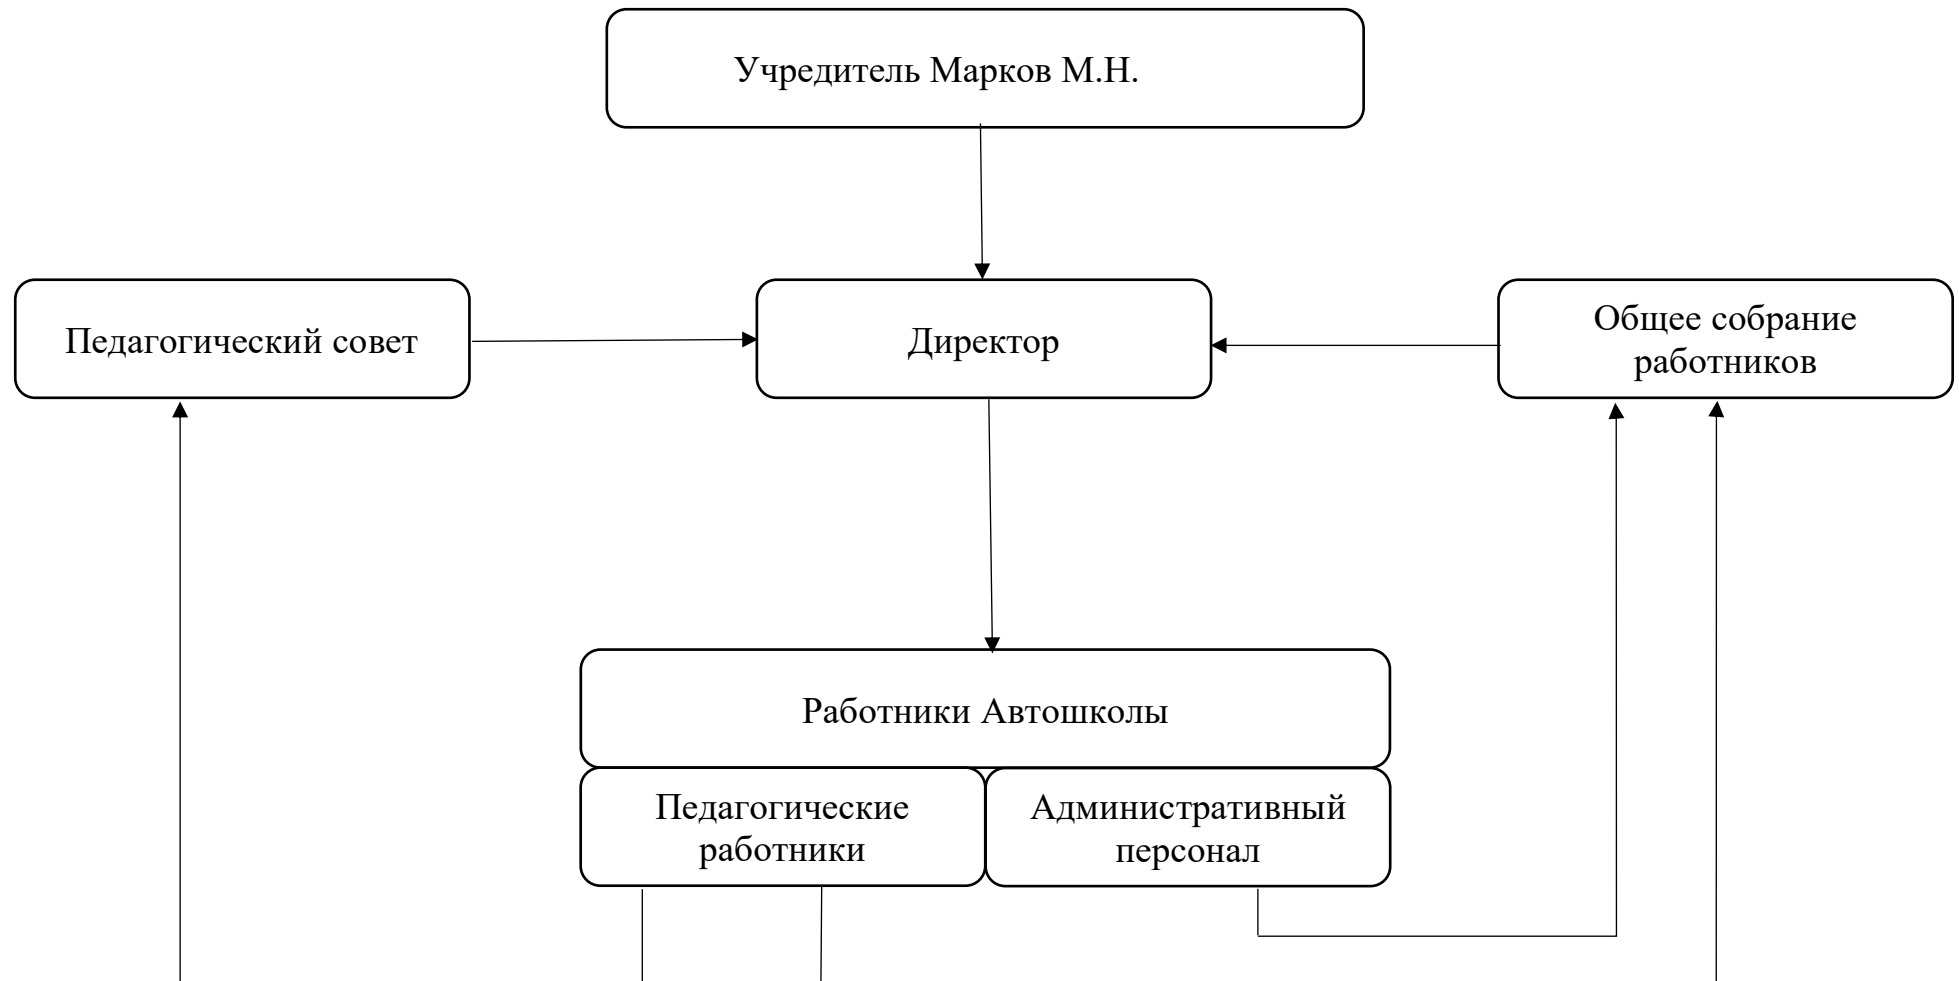 Учредитель Марков М.Н.
Педагогический совет
Директор
Общее собрание
работников
Работники Автошколы
Педагогические
работники
Административный
персонал